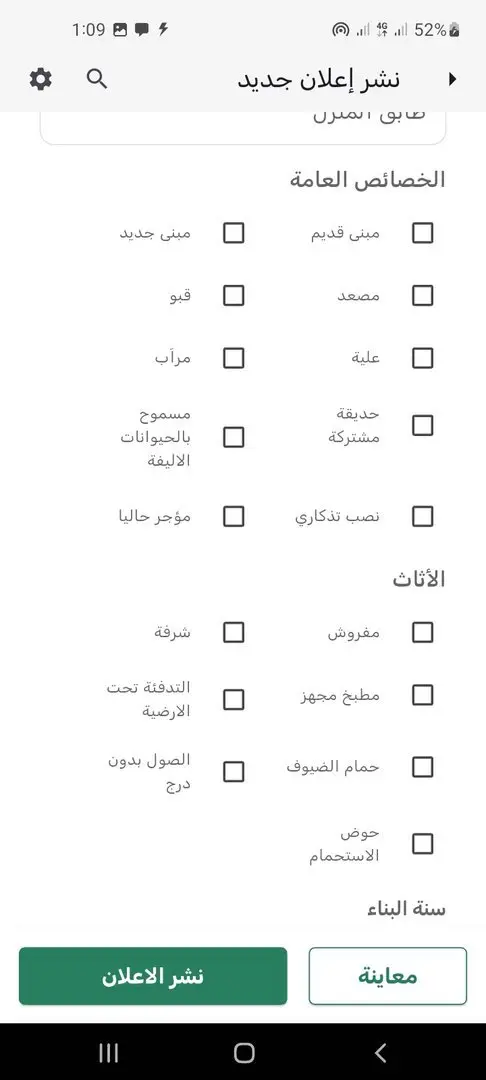 1:09
4G
52%
نشر إعلان جديد
طابق المنزل
الخصائص العامة
مبنى قديم
مبنى جديد
مصعد
قبو
علية
مرآب
حديقة
مشتركة
مسموح
بالحيوانات
الاليفة
نصب تذكاري
مؤجر حاليا
الأثاث
مفروش
شرفة
مطبخ مجهز
التدفئة تحت
الارضية
حمام الضيوف
الصول بدون
درج
حوض
الاستحمام
سنة البناء
معاينة
نشر الاعلان